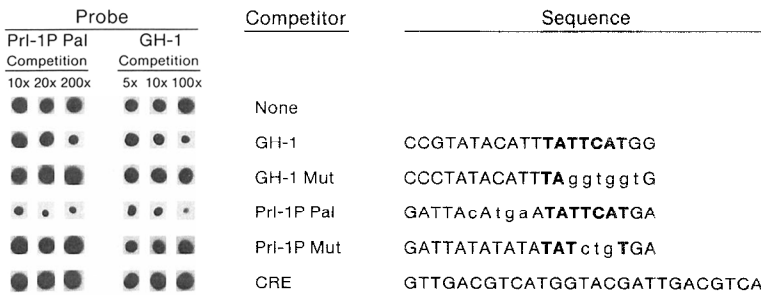 Probe Competitor Sequence
Prl-1P Pal GH-1
Competition Competition
10x 20x 200x 5x 10x 100x
None
GH-1 CCGTATACATTTATTCATGG
GH-1 Mut CCCTATACATTTAggtggtG
Prl-1P Pal GATTAcAtgaATATTCATGA
Prl-1P Mut GATTATATATATATctgTGA
CRE GTTGACGTCATGGTACGATTGACGTCA